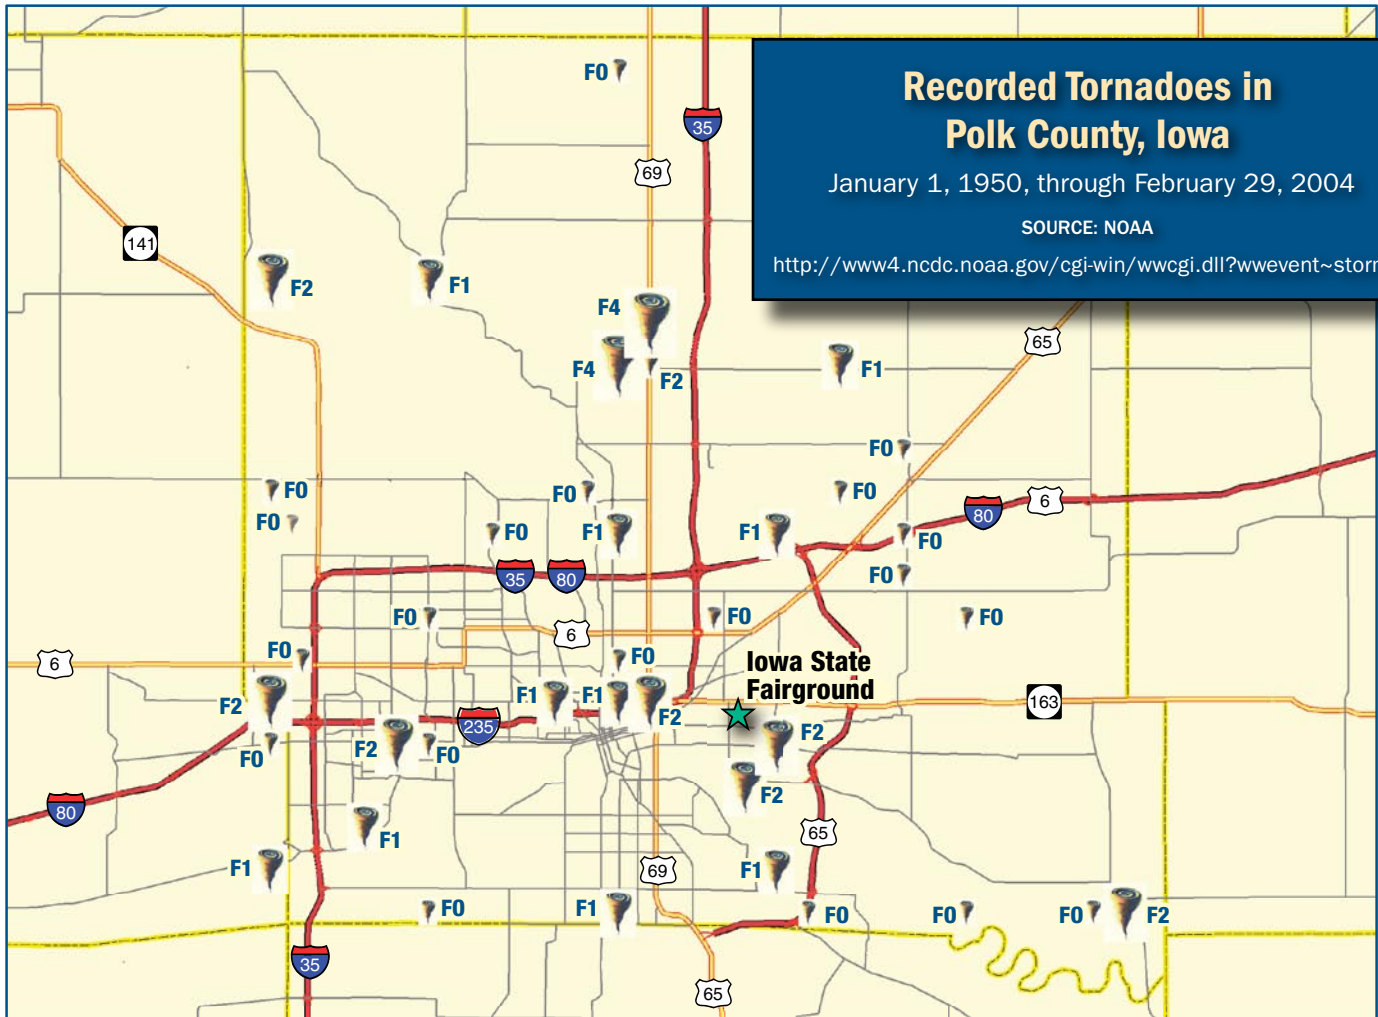 F0
Recorded Tornadoes in
Polk County, Iowa
January 1, 1950, through February 29, 2004
SOURCE: NOAA
http://www4.ncdc.noaa.gov/cgi-win/wwcgi.dll?wwevent~storr
35
69
141
F2
F1
F4
F4
F2
65
F1
F0
F0
F0
F0
F0
80
6
F0
F0
F1
F1
F0
35
80
F0
F0
F0
F0
6
6
F0
F0
Iowa State
Fairground
F2
F1
F1
F2
163
235
F2
F0
F2
F0
F2
80
F1
65
F1
69
F1
F0
F1
F0
F0
F0
F2
35
65